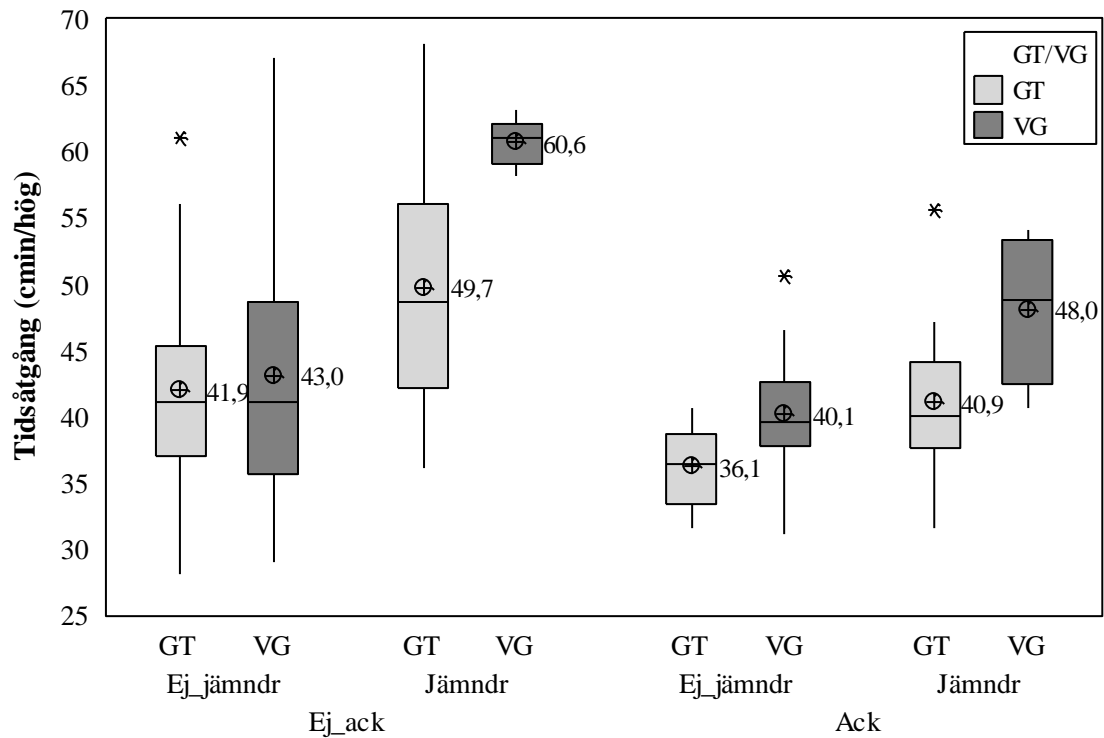 70
65
60
55
50
45
40
35
30
25
Tidsåtgång (cmin/hög)
GT/VG
GT
VG
41,9
43,0
49,7
60,6
36,1
40,1
40,9
48,0
GT VG GT VG GT VG GT VG
Ej_jämndr Jämndr Ej_jämndr Jämndr
Ej_ack Ack